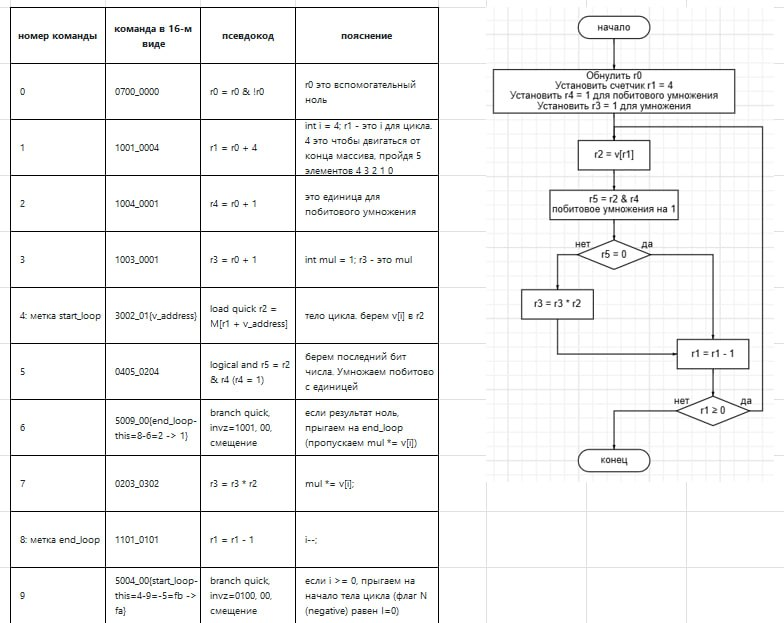 номер команды
команда в 16-м
виде
псевдокод
пояснение
0
0700_0000
r0 = r0 & !r0
r0 это вспомогательный
ноль
1
1001_0004
r1 = r0 + 4
int i = 4; r1 - это i для цикла.
4 это чтобы двигаться от
конца массива, пройдя 5
элементов 4 3 2 1 0
2
1004_0001
r4 = r0 + 1
это единица для
побитового умножения
3
1003_0001
r3 = r0 + 1
int mul = 1; r3 - это mul
4: метка start_loop
3002_01{v_address}
load quick r2 =
M[r1 + v_address]
тело цикла. берем v[i] в r2
5
0405_0204
logical and r5 = r2
& r4 (r4 = 1)
берем последний бит
числа. Умножаем побитово
с единицей
6
5009_00{end_loop-
this=8-6=2 -> 1}
branch quick,
invz=1001, 00,
смещение
если результат ноль,
прыгаем на end_loop
(пропускаем mul *= v[i])
7
0203_0302
r3 = r3 * r2
mul *= v[i];
8: метка end_loop
1101_0101
r1 = r1 - 1
i--;
9
5004_00{start_loop-
this=4-9=-5=fb ->
fa}
branch quick,
invz=0100, 00,
смещение
если i >= 0, прыгаем на
начало тела цикла (флаг N
(negative) равен !=0)
начало
Обнулить r0
Установить счетчик r1 = 4
Установить r4 = 1 для побитового умножения
Установить r3 = 1 для умножения
r2 = v[r1]
r5 = r2 & r4
побитовое умножения на 1
нет
да
r5 = 0
r3 = r3 * r2
r1 = r1 - 1
нет
да
r1 ≥ 0
конец